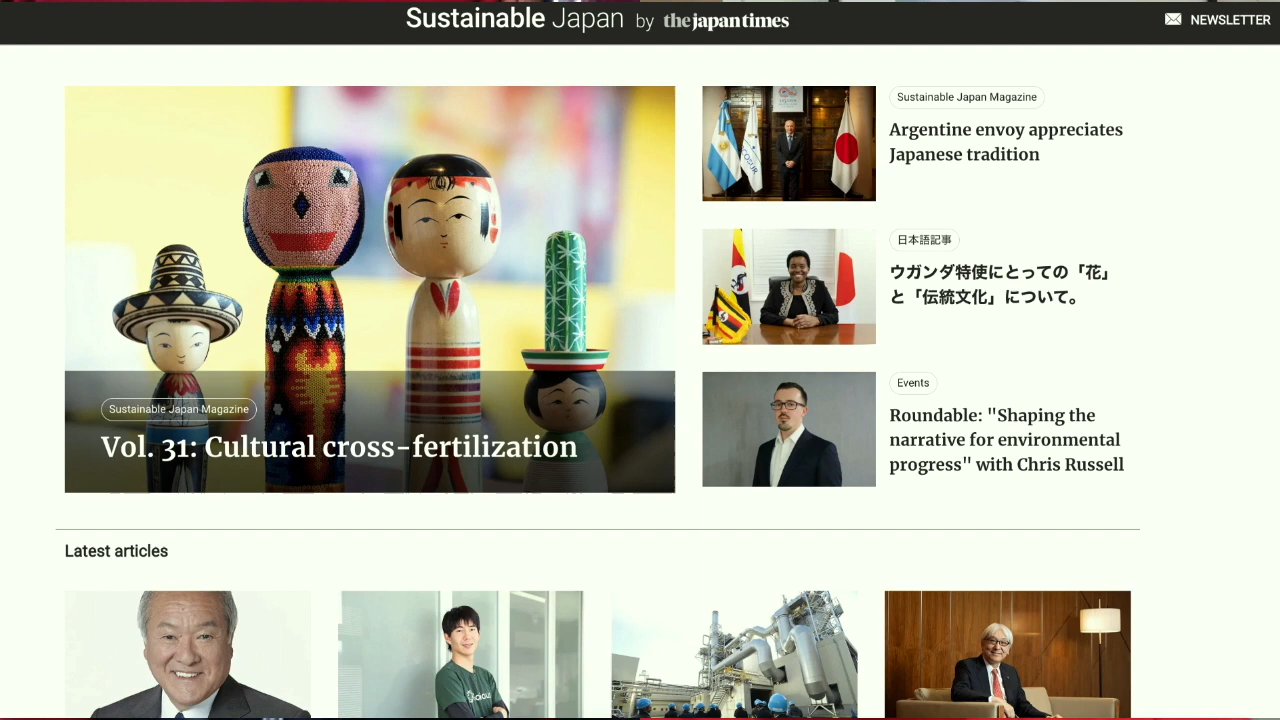 Sustainable Japan by the japan times
NEWSLETTER
Sustainable Japan Magazine
Vol. 31: Cultural cross-fertilization
Sustainable Japan Magazine
Argentine envoy appreciates
Japanese tradition
日本語記事
ウガンダ特使にとっての「花」
と「伝統文化」について。
Events
Roundable: "Shaping the
narrative for environmental
progress" with Chris Russell
Latest articles